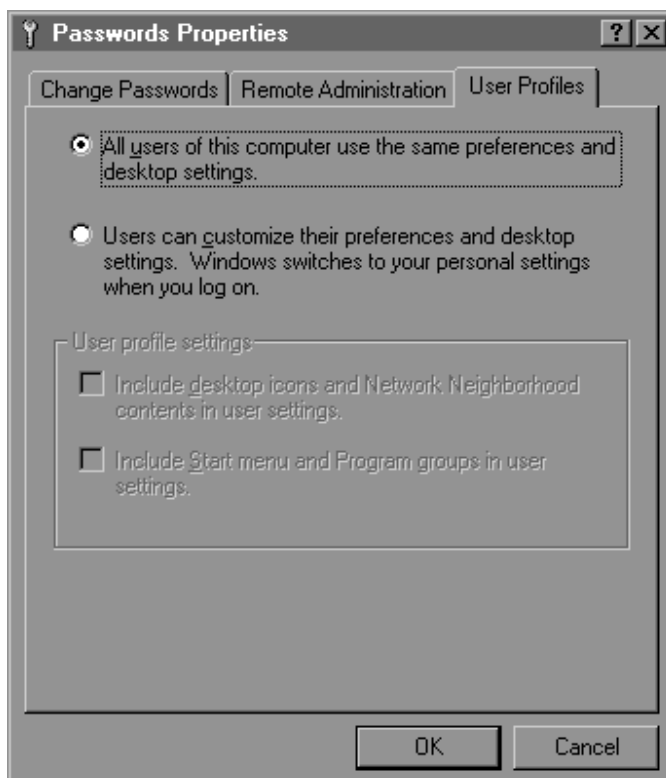 Passwords Properties
Change Passwords Remote Administration User Profiles
All users of this computer use the same preferences and
desktop settings.
Users can customize their preferences and desktop
settings. Windows switches to your personal settings
when you log on.
User profile settings
Include desktop icons and Network Neighborhood
contents in user settings.
Include Start menu and Program groups in user
settings.
OK Cancel